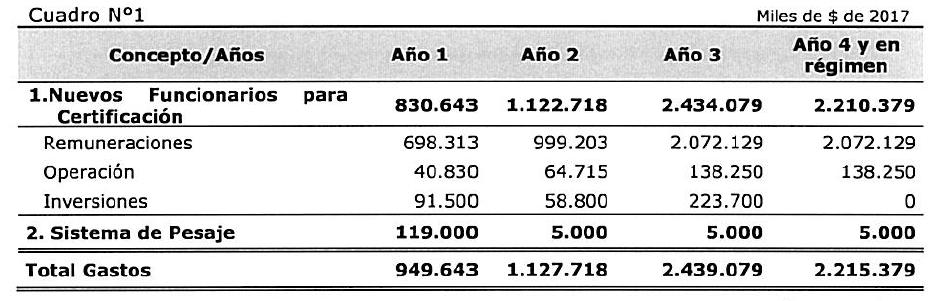 Cuadro Nº1 Miles de $ de 2017
Concepto/Años Año 1 Año 2 Año 3 Año 4 y en régimen
1.Nuevos Funcionarios para Certificación 830.643 1.122.718 2.434.079 2.210.379
Remuneraciones 698.313 999.203 2.072.129 2.072.129
Operación 40.830 64.715 138.250 138.250
Inversiones 91.500 58.800 223.700 0
2. Sistema de Pesaje 119.000 5.000 5.000 5.000
Total Gastos 949.643 1.127.718 2.439.079 2.215.379